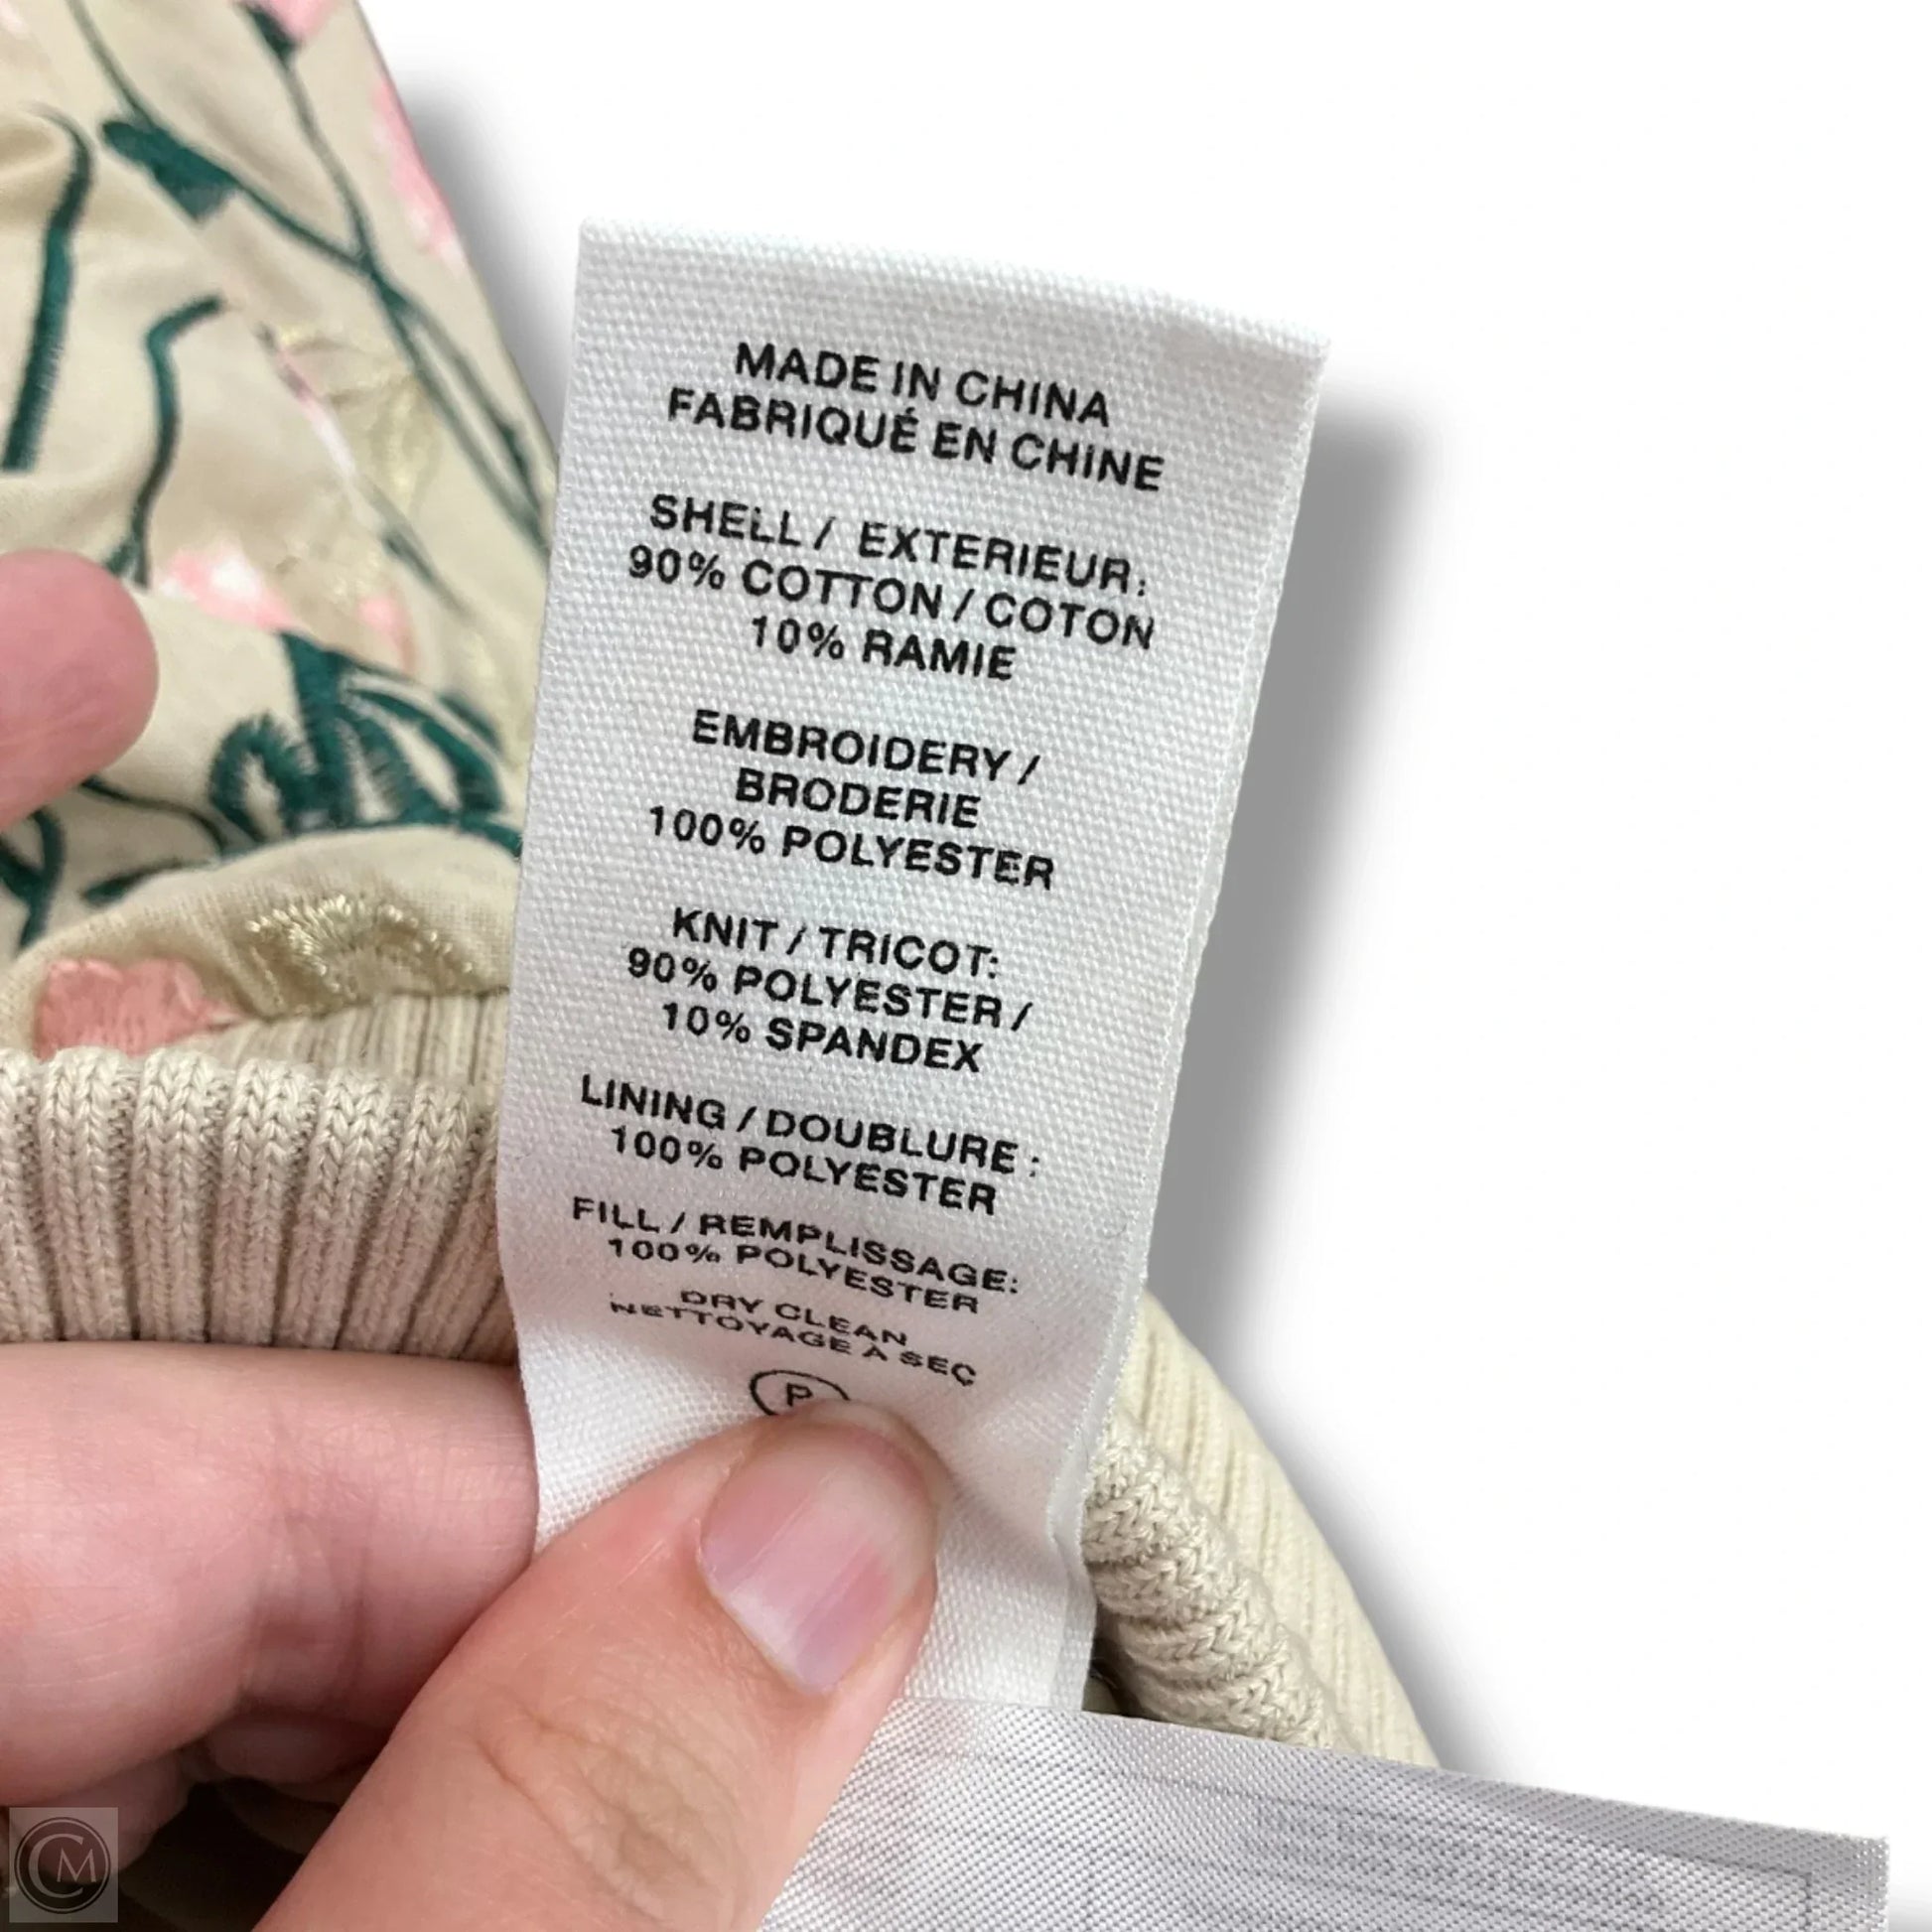 MADE IN CHINA
FABRIQUÉ EN CHINE
SHELL / EXTERIEUR:
90% COTTON / COTON
10% RAMIE
EMBROIDERY /
BRODERIE
100% POLYESTER
KNIT / TRICOT:
90% POLYESTER /
10% SPANDEX
LINING / DOUBLURE :
100% POLYESTER
FILL / REMPLISSAGE:
100% POLYESTER
DRY CLEAN
NETTOYAGE A SEC
P
CM